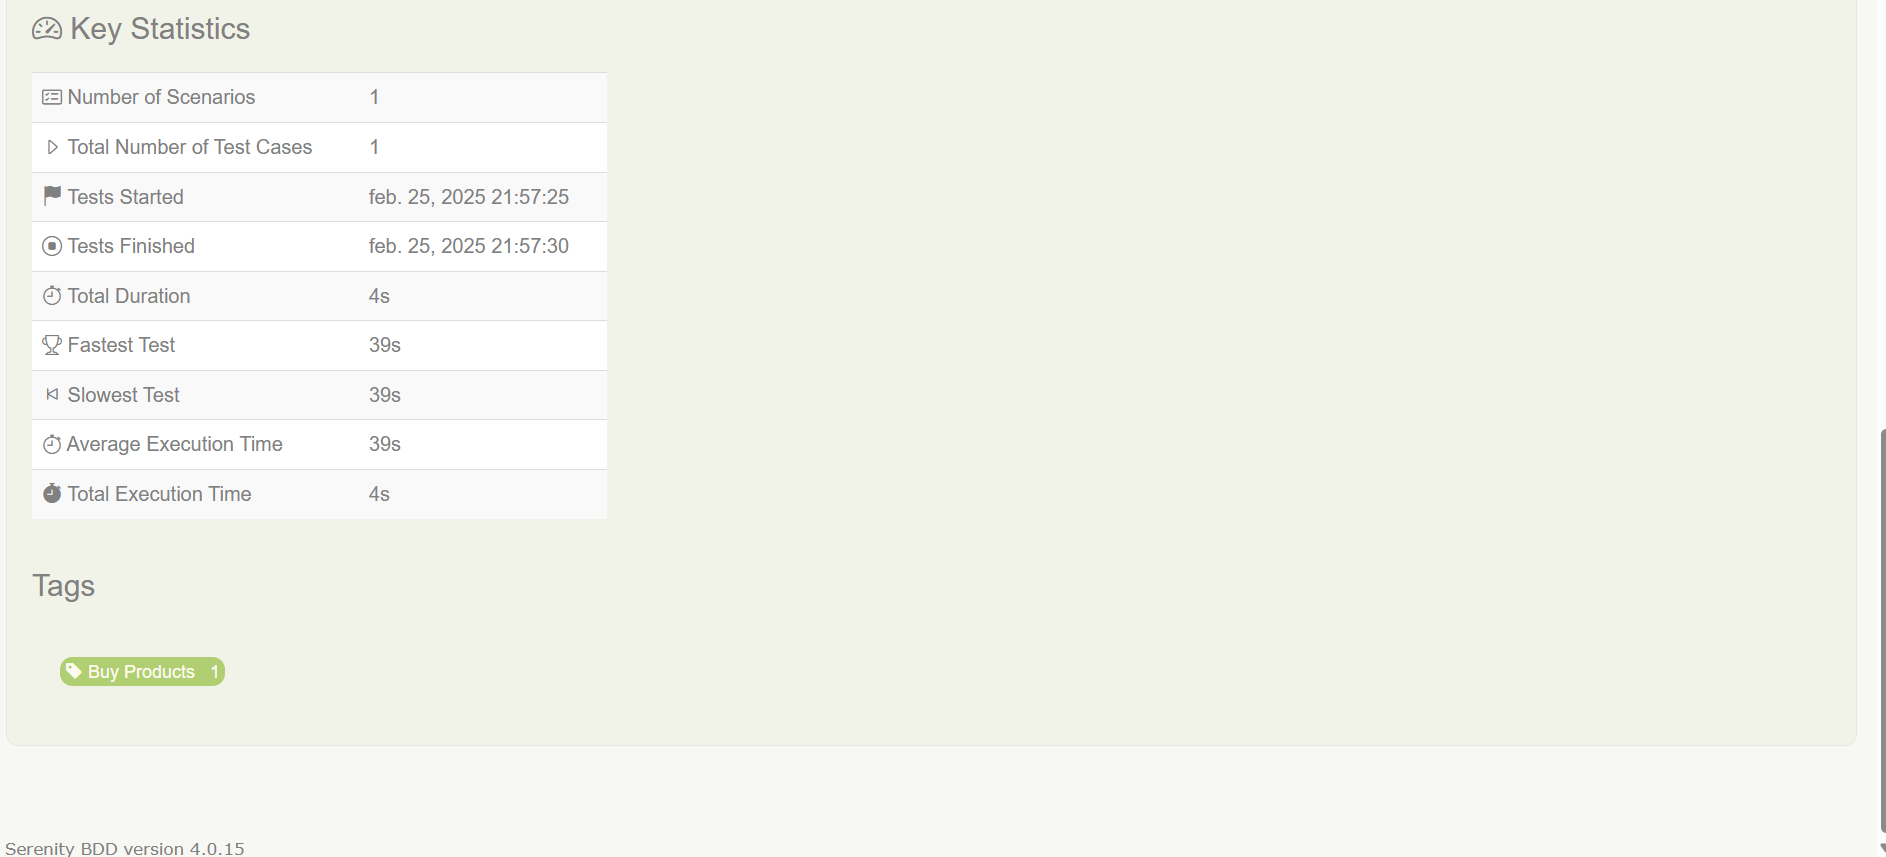 Key Statistics
Number of Scenarios 1
Total Number of Test Cases 1
Tests Started feb. 25, 2025 21:57:25
Tests Finished feb. 25, 2025 21:57:30
Total Duration 4s
Fastest Test 39s
Slowest Test 39s
Average Execution Time 39s
Total Execution Time 4s
Tags
Buy Products 1
Serenity BDD version 4.0.15